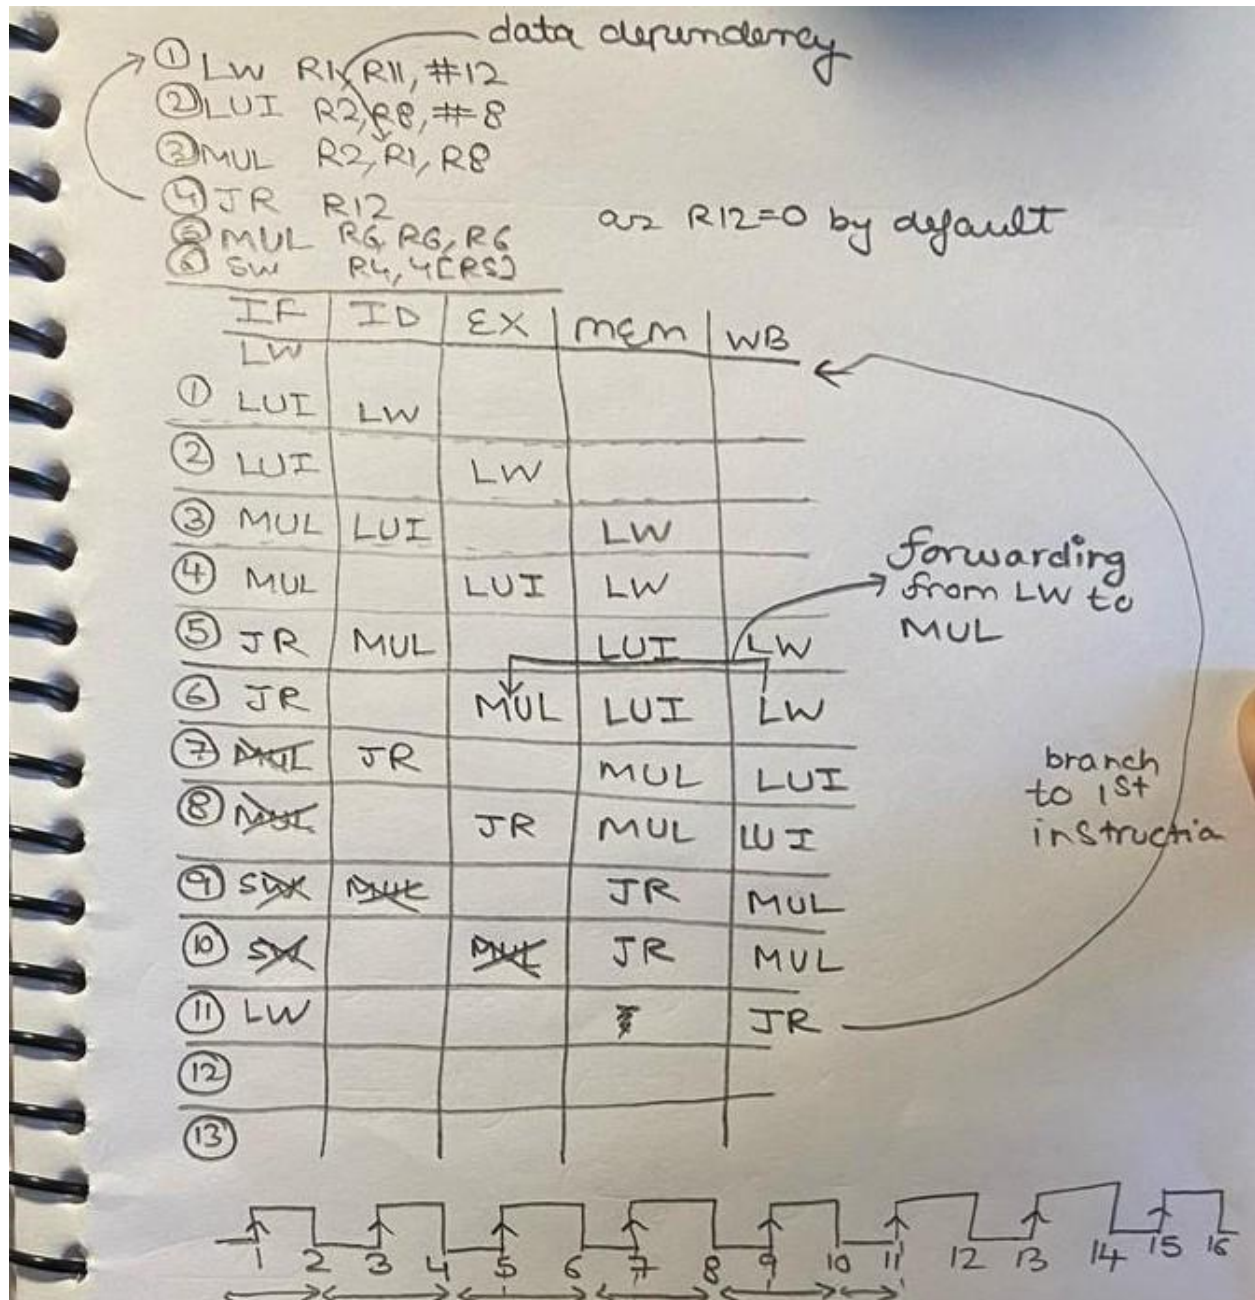 data dependency
① LW R1, R11, #12
② LUI R2, R8, #8
③ MUL R2, R1, R8
④ JR R12
as R12=0 by default
⑤ MUL R6 R6, R6
⑥ SW R4, 4[R5]
IF ID EX MEM WB
LW
① LUI LW
② LUI LW
③ MUL LUI LW
④ MUL LUI LW
forwarding
from LW to
MUL
⑤ JR MUL LUI LW
⑥ JR MUL LUI LW
⑦ MUL JR MUL LUI
⑧ MUL JR MUL LUI
branch
to 1st
instructio
⑨ SW MUL JR MUL
⑩ SW MUL JR MUL
⑪ LW JR
⑫
⑬
1 2 3 4 5 6 7 8 9 10 11 12 13 14 15 16